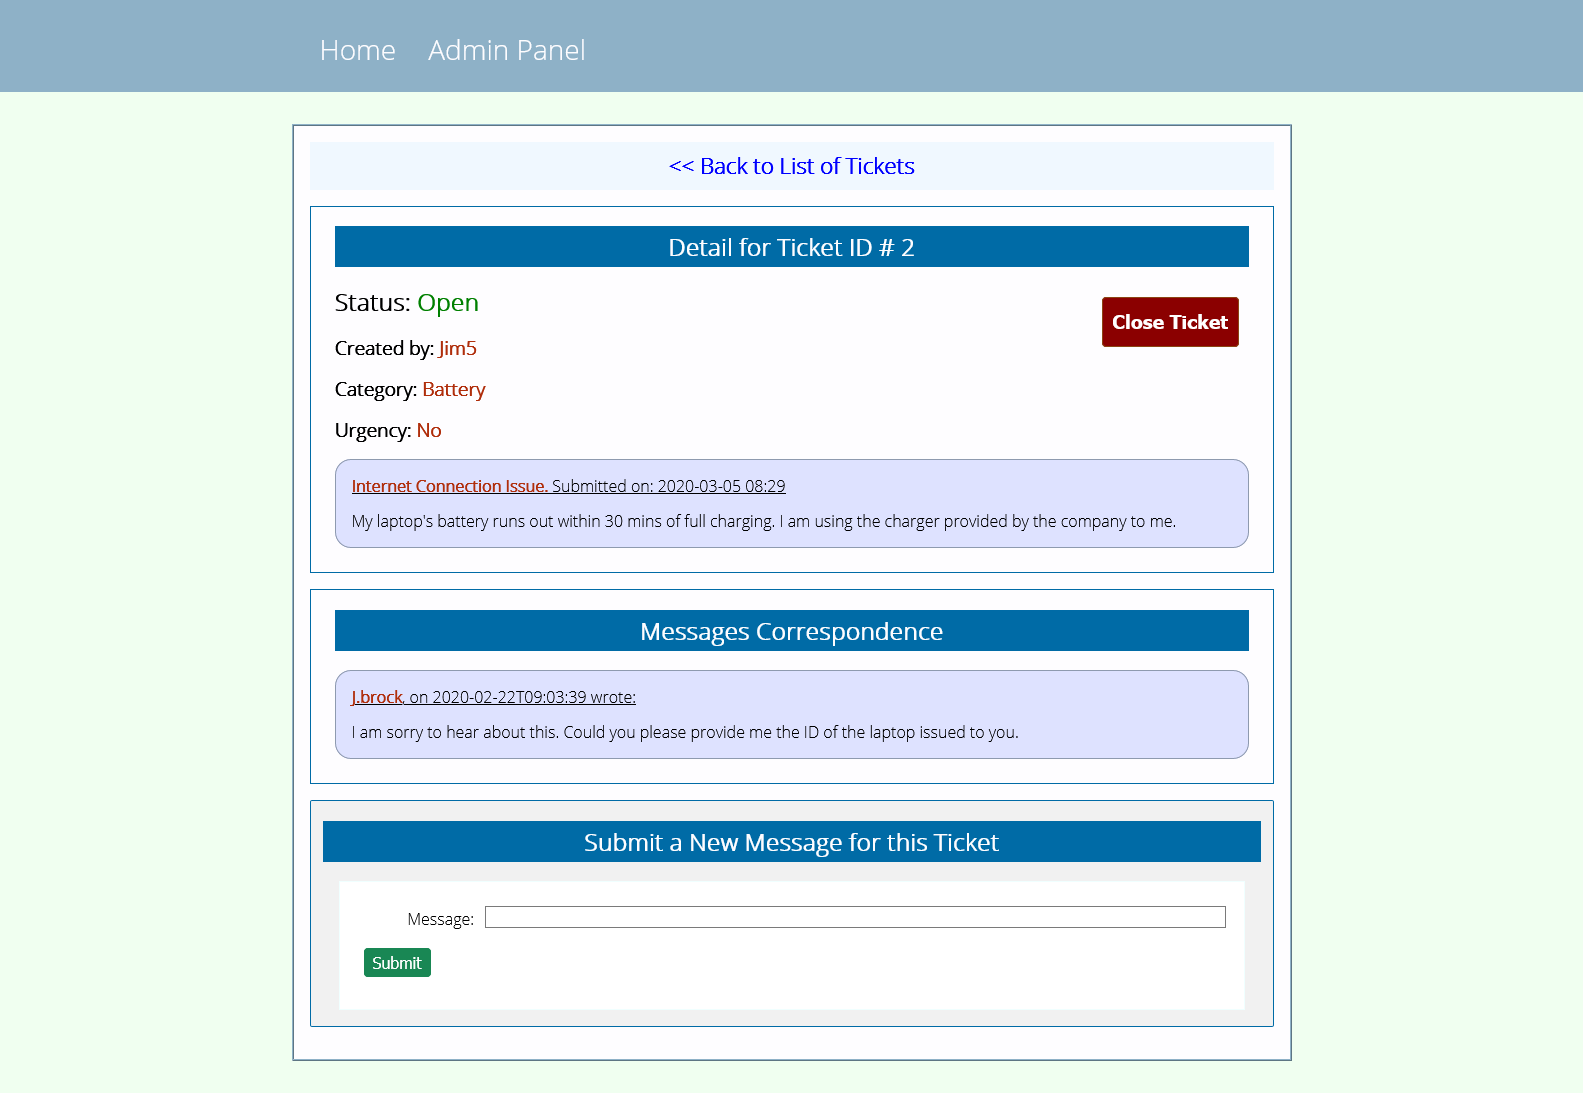 Home Admin Panel
<< Back to List of Tickets
Detail for Ticket ID # 2
Status: Open
Close Ticket
Created by: Jim5
Category: Battery
Urgency: No
Internet Connection Issue. Submitted on: 2020-03-05 08:29
My laptop's battery runs out within 30 mins of full charging. I am using the charger provided by the company to me.
Messages Correspondence
J.brock, on 2020-02-22T09:03:39 wrote:
I am sorry to hear about this. Could you please provide me the ID of the laptop issued to you.
Submit a New Message for this Ticket
Message:
Submit